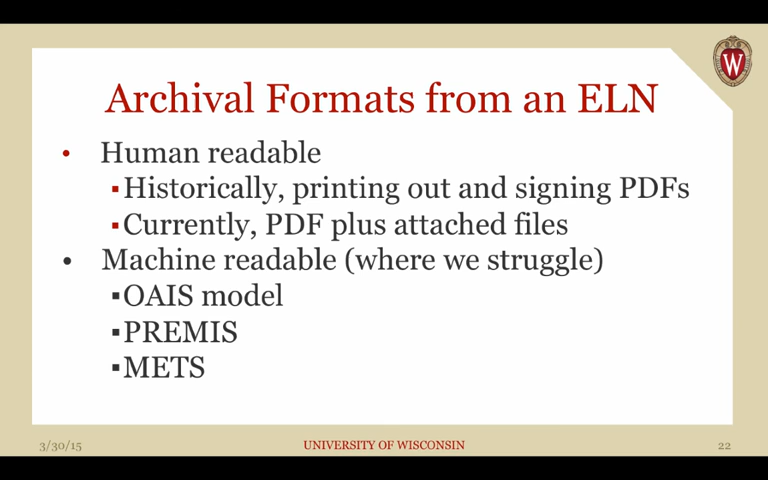 W
Archival Formats from an ELN
• Human readable
▪Historically, printing out and signing PDFs
▪Currently, PDF plus attached files
• Machine readable (where we struggle)
▪OAIS model
▪PREMIS
▪METS
3/30/15 UNIVERSITY OF WISCONSIN 22